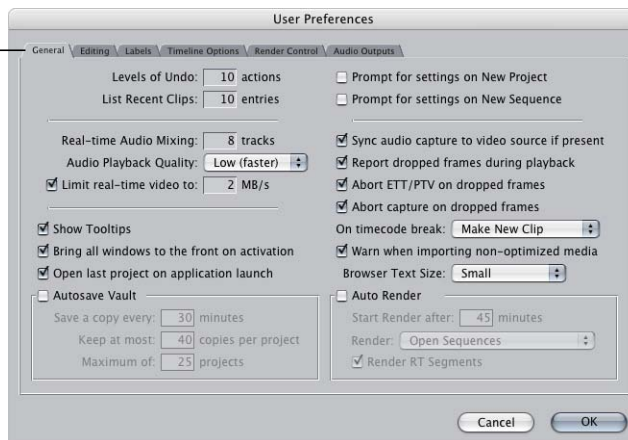 User Preferences
General Editing Labels Timeline Options Render Control Audio Outputs
Levels of Undo: 10 actions
List Recent Clips: 10 entries
Real-time Audio Mixing: 8 tracks
Audio Playback Quality: Low (faster)
Limit real-time video to: 2 MB/s
Show Tooltips
Bring all windows to the front on activation
Open last project on application launch
Autosave Vault
Save a copy every: 30 minutes
Keep at most: 40 copies per project
Maximum of: 25 projects
Prompt for settings on New Project
Prompt for settings on New Sequence
Sync audio capture to video source if present
Report dropped frames during playback
Abort ETT/PTV on dropped frames
Abort capture on dropped frames
On timecode break: Make New Clip
Warn when importing non-optimized media
Browser Text Size: Small
Auto Render
Start Render after: 45 minutes
Render: Open Sequences
Render RT Segments
Cancel OK